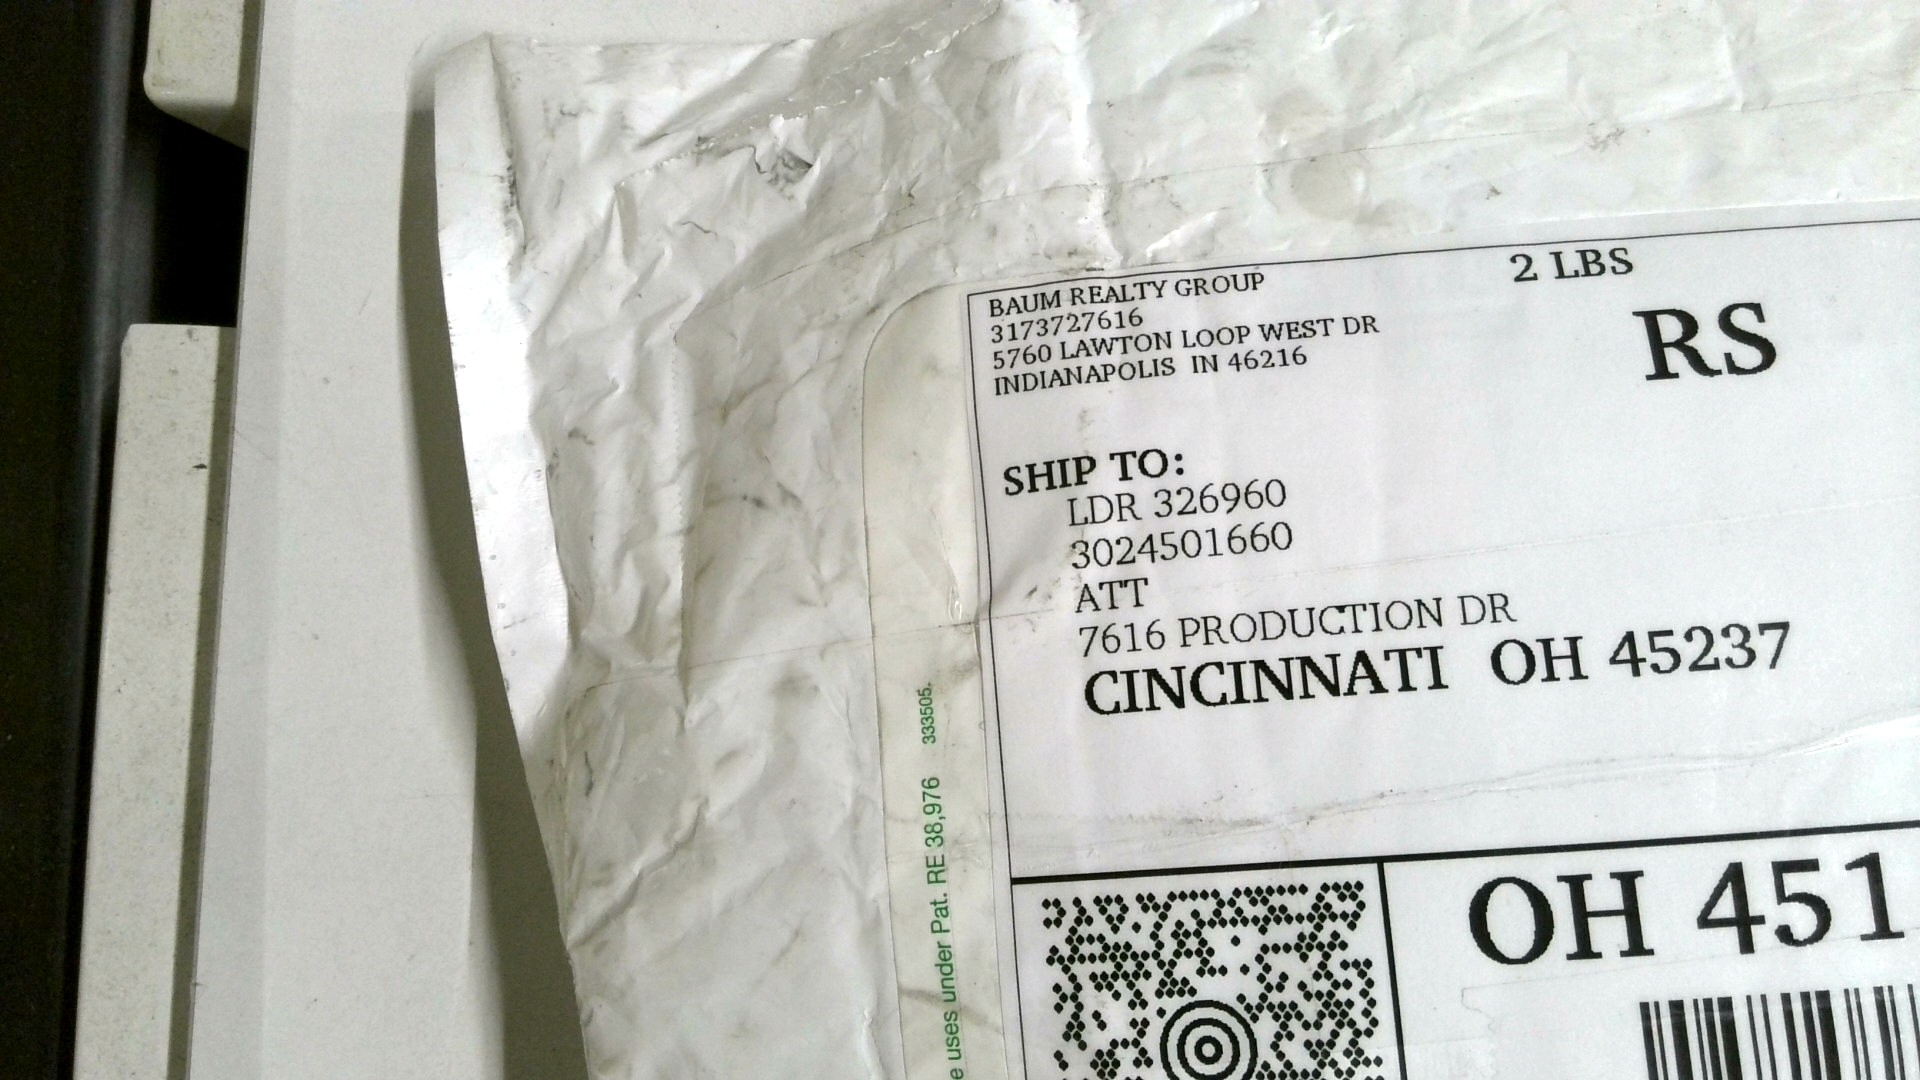 BAUM REALTY GROUP
3173727616
5760 LAWTON LOOP WEST DR
INDIANAPOLIS IN 46216
2 LBS
RS
SHIP TO:
LDR 326960
3024501660
ATT
7616 PRODUCTION DR
CINCINNATI OH 45237
OH 451
e uses under Pat. RE 38,976 333505.